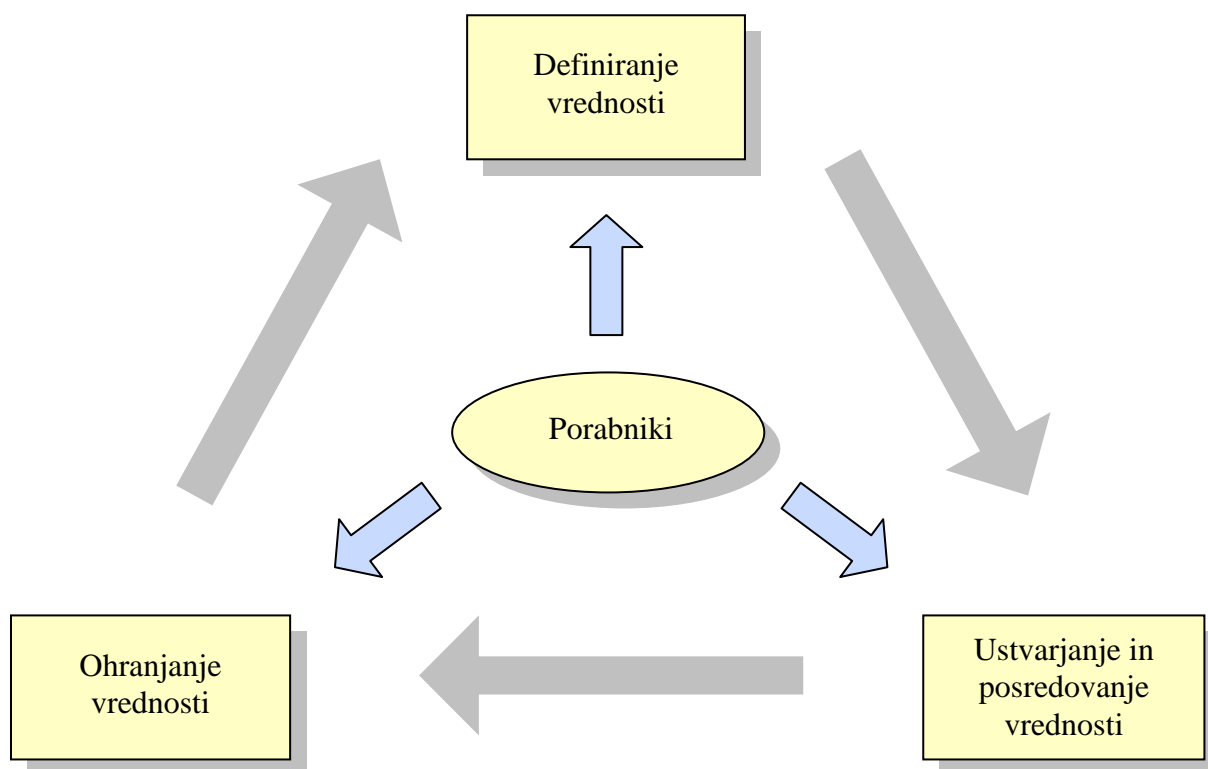 Definiranje
vrednosti
Porabniki
Ohranjanje
vrednosti
Ustvarjanje in
posredovanje
vrednosti